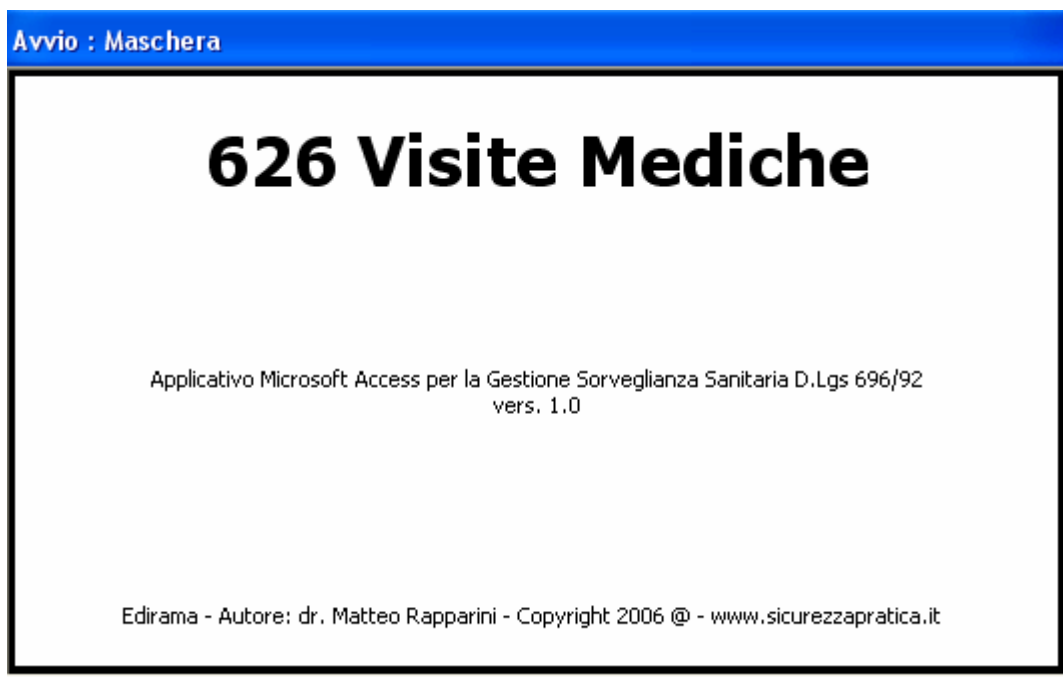 Avvio : Maschera
626 Visite Mediche
Applicativo Microsoft Access per la Gestione Sorveglianza Sanitaria D.Lgs 696/92
vers. 1.0
Edirama - Autore: dr. Matteo Rapparini - Copyright 2006 @ - www.sicurezzapratica.it